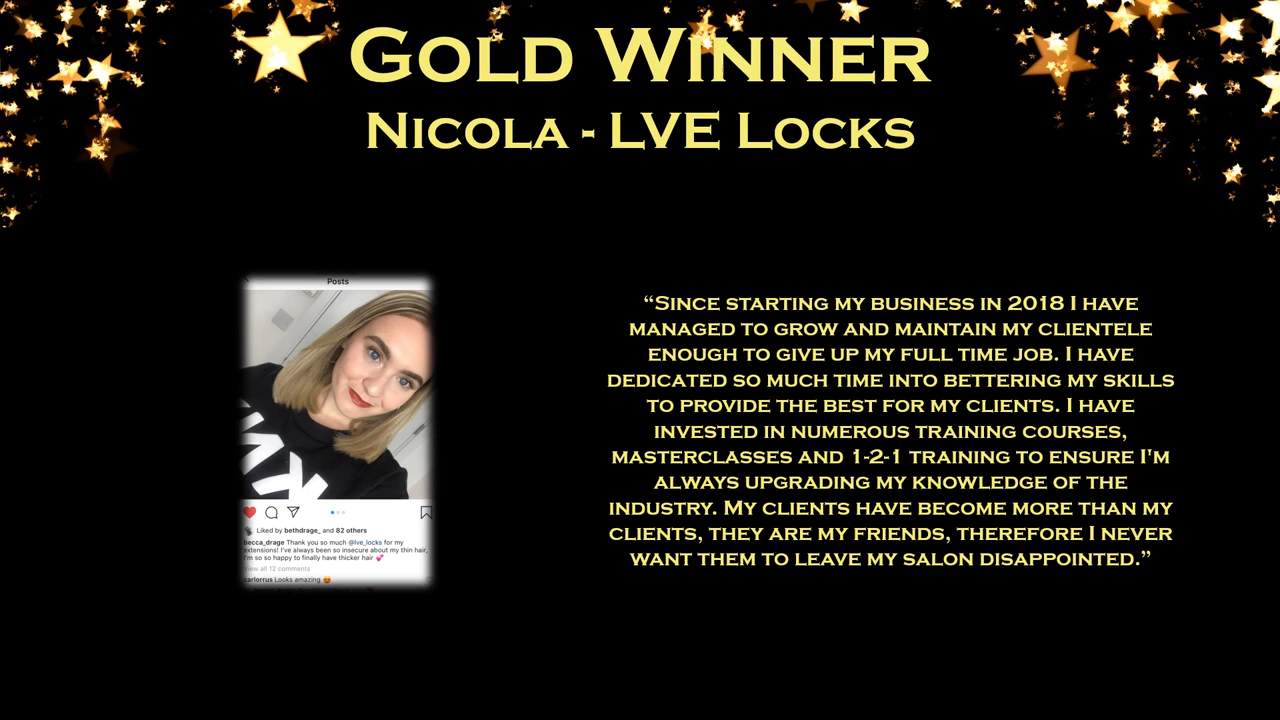 Gold Winner
Nicola - LVE Locks
Posts
Liked by bethdrage_ and 82 others
becca_drage Thank you so much @lve_locks for my
extensions! I've always been so insecure about my thin hair,
I'm so so happy to finally have thicker hair 💕
View all 12 comments
carlorrus Looks amazing 😍
“Since starting my business in 2018 I have
managed to grow and maintain my clientele
enough to give up my full time job. I have
dedicated so much time into bettering my skills
to provide the best for my clients. I have
invested in numerous training courses,
masterclasses and 1-2-1 training to ensure I'm
always upgrading my knowledge of the
industry. My clients have become more than my
clients, they are my friends, therefore I never
want them to leave my salon disappointed.”